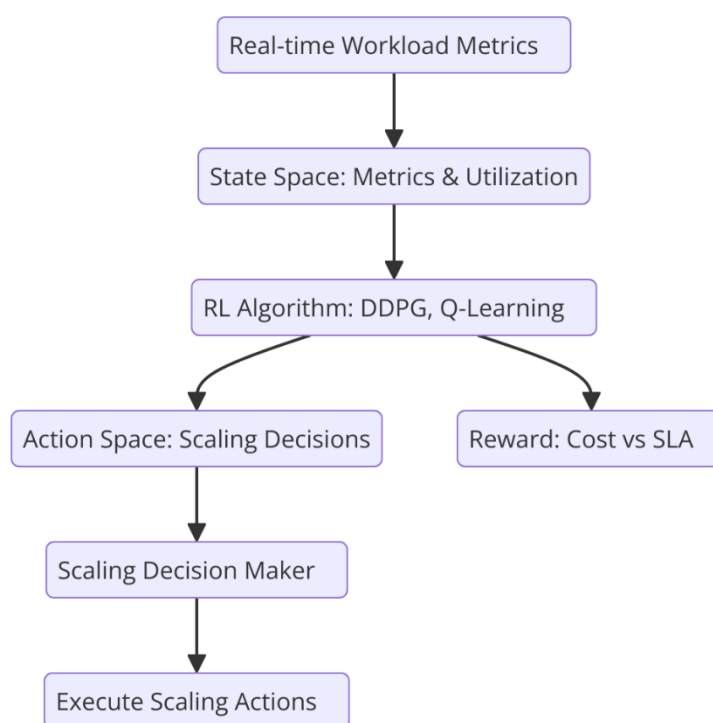 Real-time Workload Metrics
State Space: Metrics & Utilization
RL Algorithm: DDPG, Q-Learning
Action Space: Scaling Decisions
Reward: Cost vs SLA
Scaling Decision Maker
Execute Scaling Actions